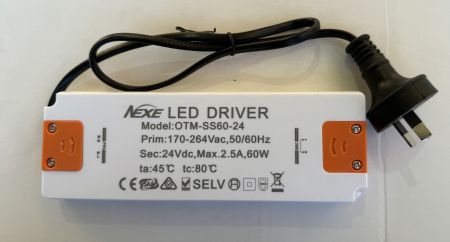 NEXE LED DRIVER
Model:OTM-SS60-24
Prim:170-264Vac,50/60Hz
Sec:24Vdc,Max.2.5A,60W
ta:45℃ tc:80℃
CE SELV